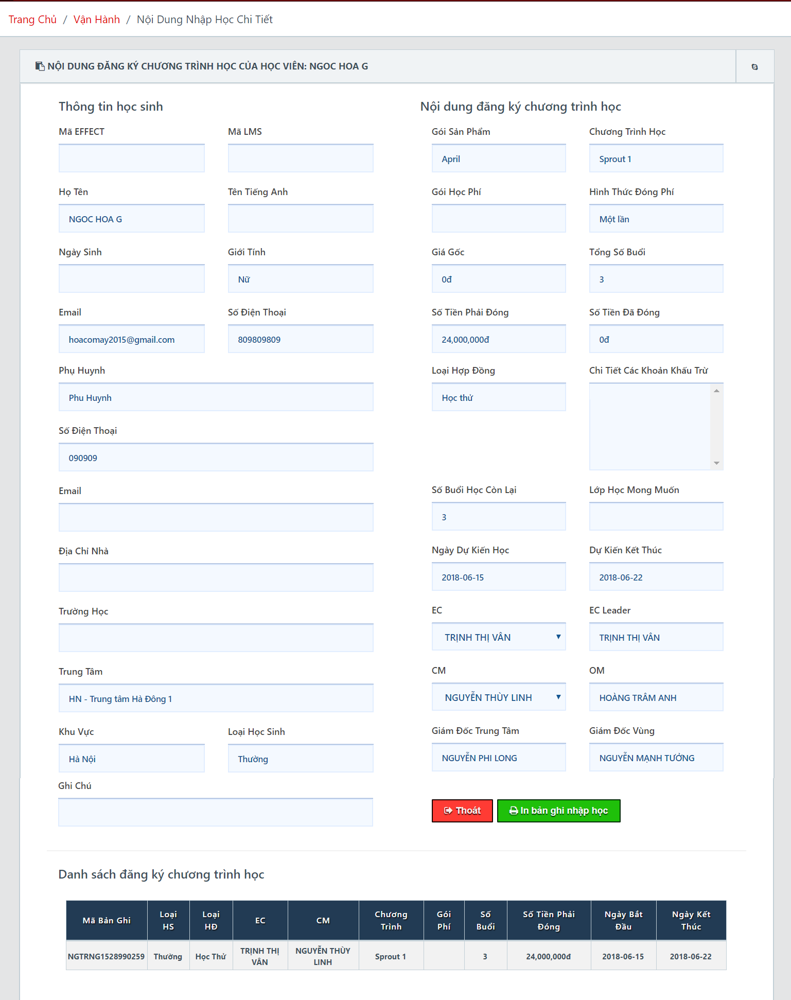 Trang Chủ / Vận Hành / Nội Dung Nhập Học Chi Tiết
NỘI DUNG ĐĂNG KÝ CHƯƠNG TRÌNH HỌC CỦA HỌC VIÊN: NGOC HOA G
Thông tin học sinh
Mã EFFECT Mã LMS
Họ Tên Tên Tiếng Anh
NGOC HOA G
Ngày Sinh Giới Tính
Nữ
Email Số Điện Thoại
hoacomay2015@gmail.com 809809809
Phụ Huynh
Phu Huynh
Số Điện Thoại
090909
Email
Địa Chỉ Nhà
Trường Học
Trung Tâm
HN - Trung tâm Hà Đông 1
Khu Vực Loại Học Sinh
Hà Nội Thường
Ghi Chú
Nội dung đăng ký chương trình học
Gói Sản Phẩm Chương Trình Học
April Sprout 1
Gói Học Phí Hình Thức Đóng Phí
Một lần
Giá Gốc Tổng Số Buổi
0đ 3
Số Tiền Phải Đóng Số Tiền Đã Đóng
24,000,000đ 0đ
Loại Hợp Đồng Chi Tiết Các Khoản Khấu Trừ
Học thử
Số Buổi Học Còn Lại Lớp Học Mong Muốn
3
Ngày Dự Kiến Học Dự Kiến Kết Thúc
2018-06-15 2018-06-22
EC EC Leader
TRỊNH THỊ VÂN TRỊNH THỊ VÂN
CM OM
NGUYỄN THÙY LINH HOÀNG TRÂM ANH
Giám Đốc Trung Tâm Giám Đốc Vùng
NGUYỄN PHI LONG NGUYỄN MẠNH TƯỞNG
Thoát In bản ghi nhập học
Danh sách đăng ký chương trình học
Mã Bản Ghi Loại HS Loại HĐ EC CM Chương Trình Gói Phí Số Buổi Số Tiền Phải Đóng Ngày Bắt Đầu Ngày Kết Thúc
NGTRNG1528990259 Thường Học Thử TRỊNH THỊ VÂN NGUYỄN THÙY LINH Sprout 1 3 24,000,000đ 2018-06-15 2018-06-22